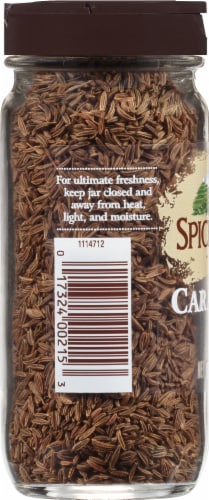 For ultimate freshness,
keep jar closed and
away from heat,
light, and moisture.
1114712
0 17324 00215 3
SPIC
CAR